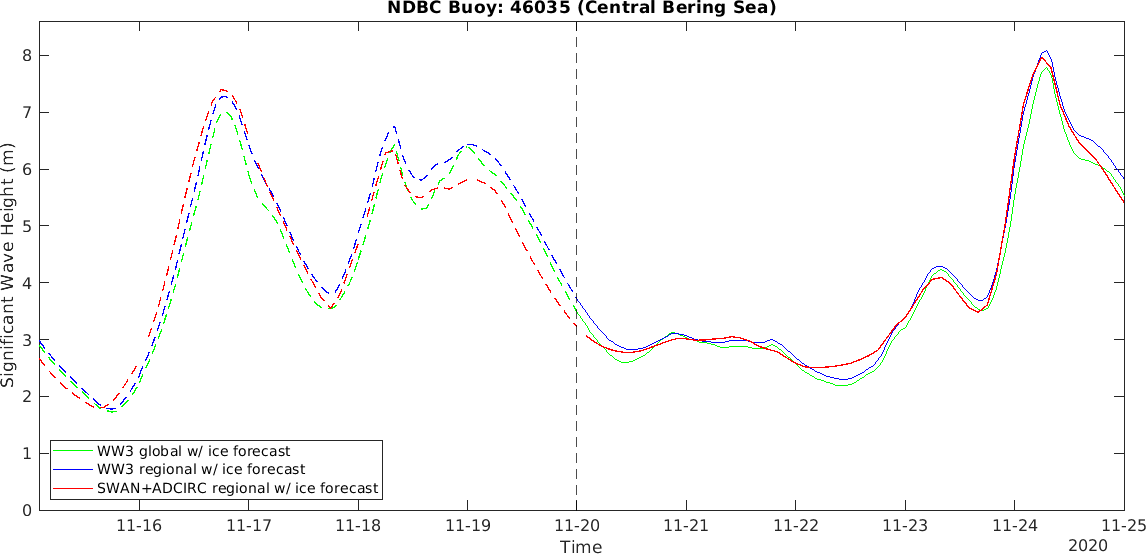 NDBC Buoy: 46035 (Central Bering Sea)
Significant Wave Height (m)
8
7
6
5
4
3
2
1
0
WW3 global w/ ice forecast
WW3 regional w/ ice forecast
SWAN+ADCIRC regional w/ ice forecast
11-16 11-17 11-18 11-19 11-20 11-21 11-22 11-23 11-24 11-25
Time
2020